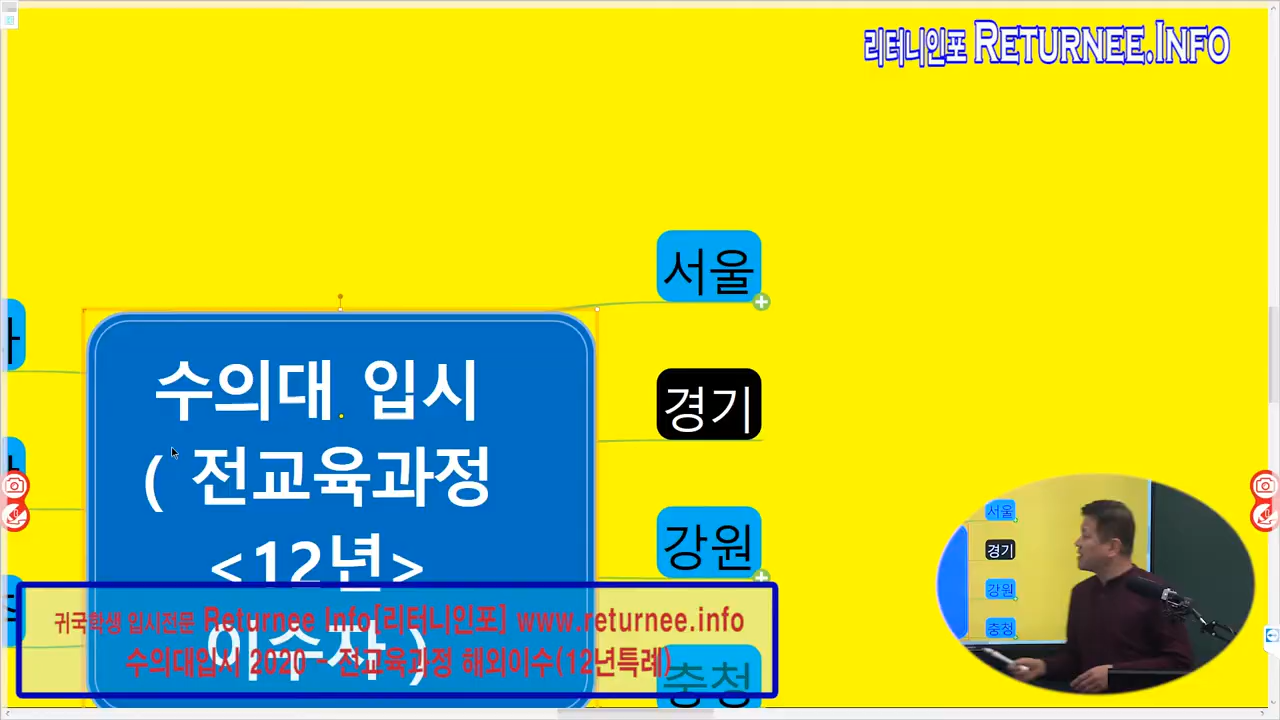 리터니인포 RETURNEE.INFO
서울
수의대 입시
( 전교육과정
<12년>
이수자 )
경기
강원
충청
귀국학생 입시전문 Returnee Info[리터니인포] www.returnee.info
수의대입시 2020 - 전교육과정 해외이수(12년특례)
서울
경기
강원
충청